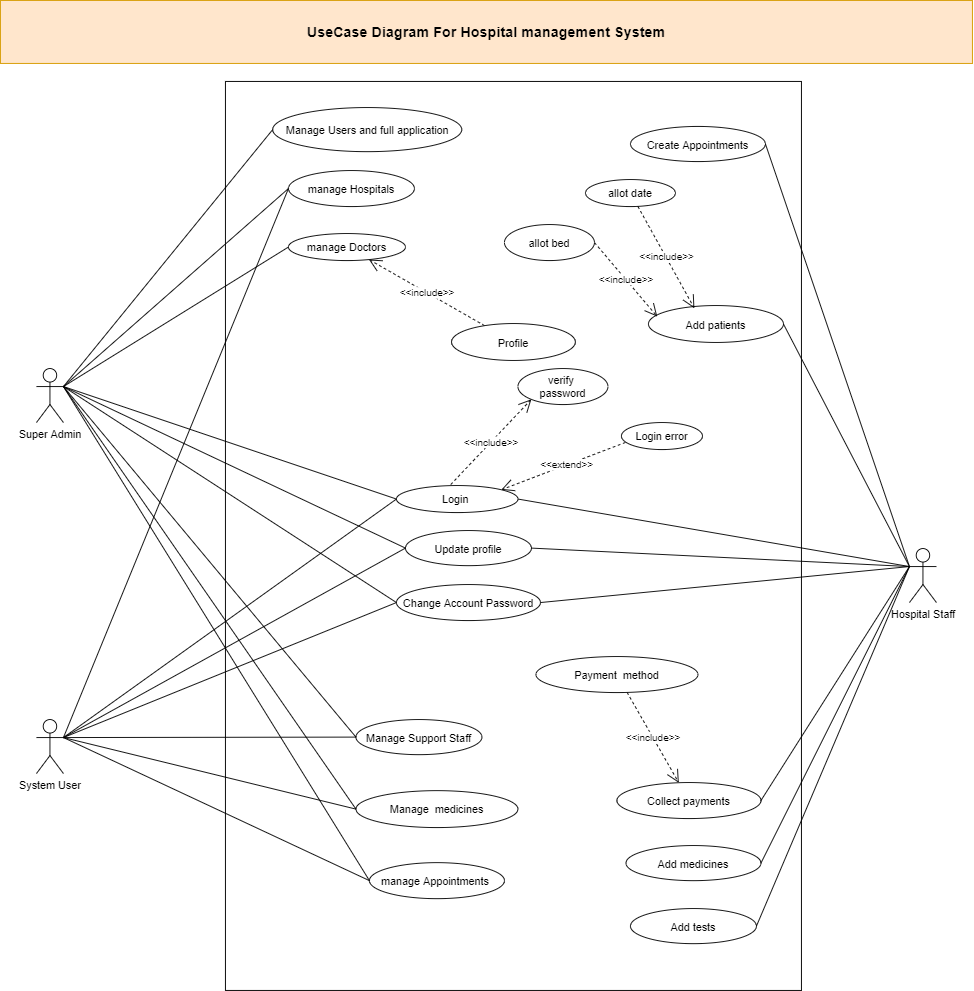 UseCase Diagram For Hospital management System
Manage Users and full application
Create Appointments
manage Hospitals
allot date
manage Doctors
allot bed
<<include>>
<<include>>
<<include>>
Add patients
Profile
verify
password
Super Admin
Login error
<<include>>
<<extend>>
Login
Update profile
Change Account Password
Hospital Staff
Payment  method
Manage Support Staff
<<include>>
System User
Manage  medicines
Collect payments
Add medicines
manage Appointments
Add tests